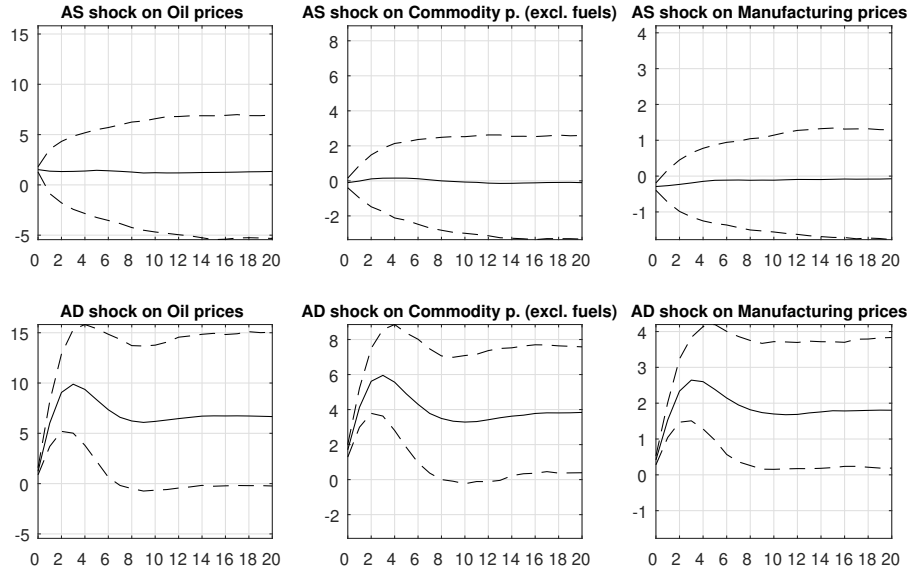 AS shock on Oil prices
15
10
5
0
-5
0 2 4 6 8 10 12 14 16 18 20
AS shock on Commodity p. (excl. fuels)
8
6
4
2
0
-2
0 2 4 6 8 10 12 14 16 18 20
AS shock on Manufacturing prices
4
3
2
1
0
-1
0 2 4 6 8 10 12 14 16 18 20
AD shock on Oil prices
15
10
5
0
-5
0 2 4 6 8 10 12 14 16 18 20
AD shock on Commodity p. (excl. fuels)
8
6
4
2
0
-2
0 2 4 6 8 10 12 14 16 18 20
AD shock on Manufacturing prices
4
3
2
1
0
-1
0 2 4 6 8 10 12 14 16 18 20